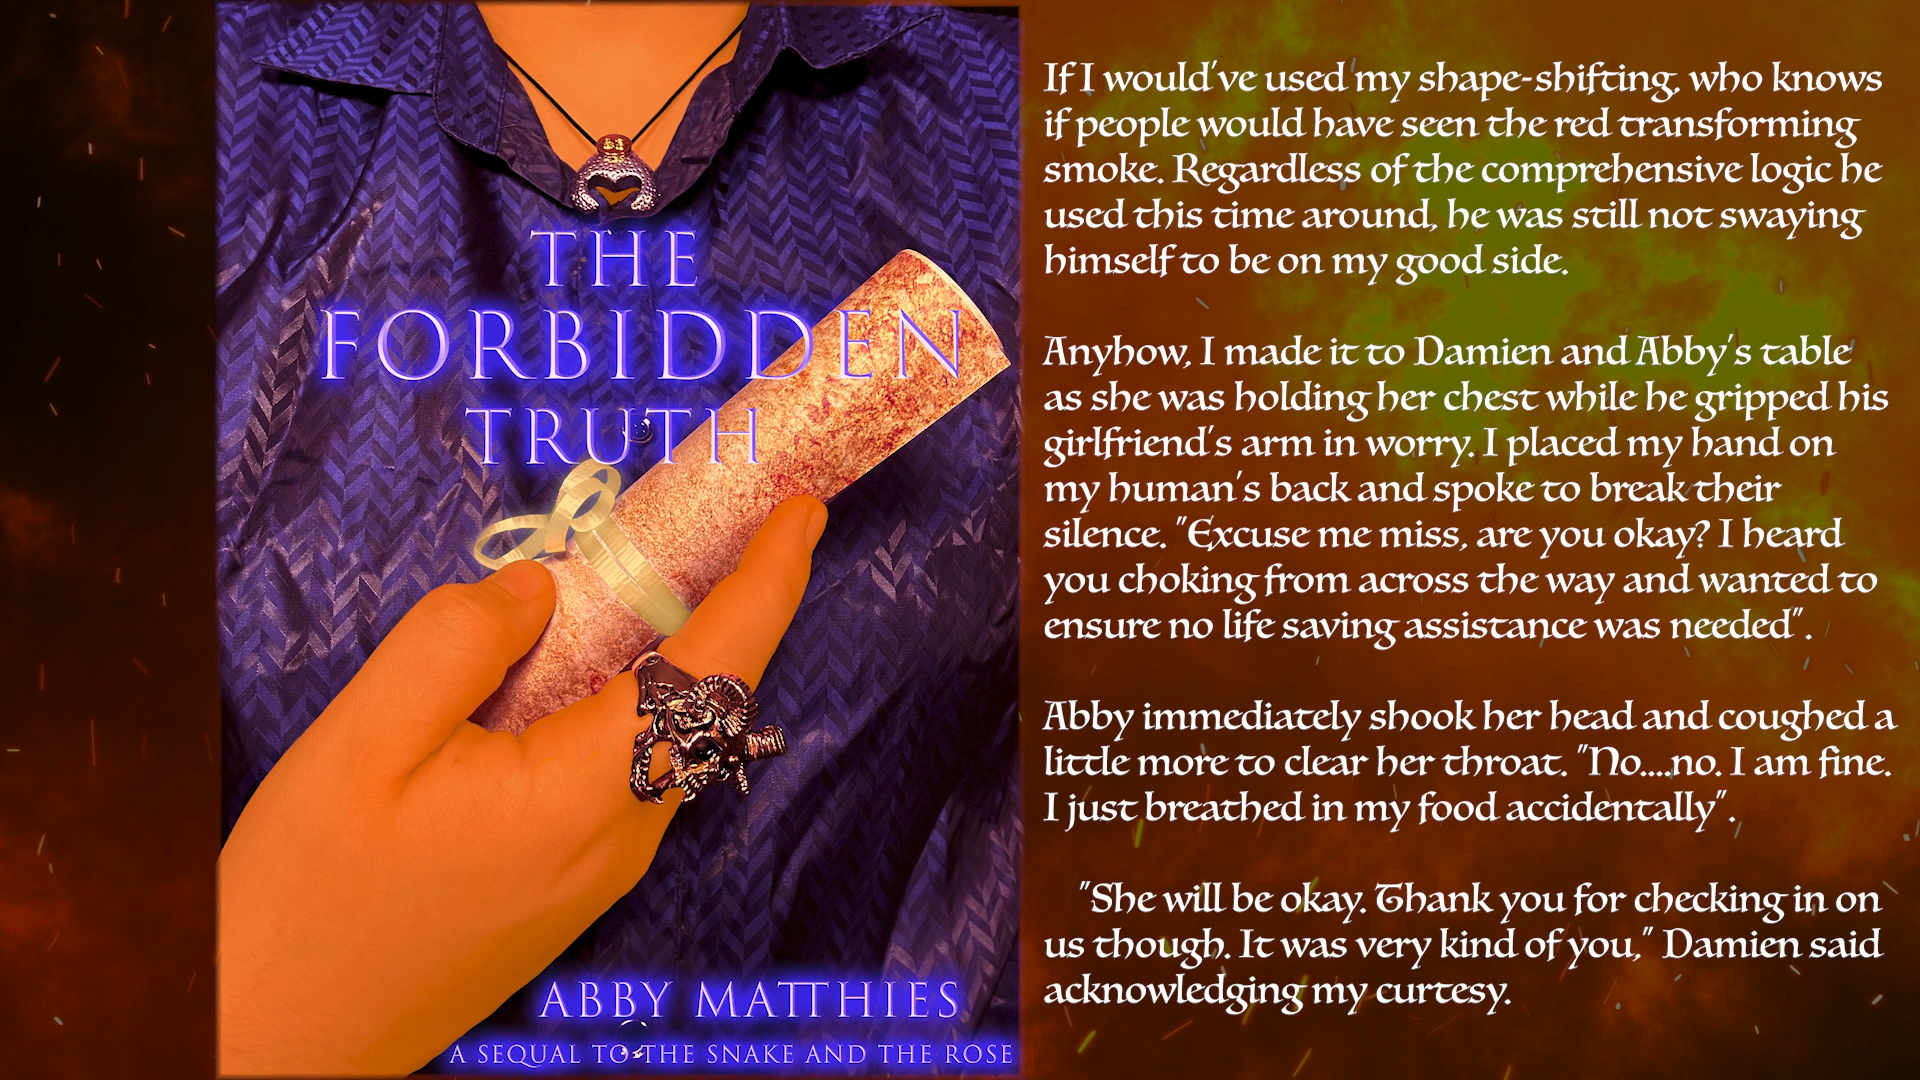 THE
FORBIDDEN
TRUTH
ABBY MATTHIES
A SEQUAL TO THE SNAKE AND THE ROSE
If I would've used my shape-shifting, who knows
if people would have seen the red transforming
smoke. Regardless of the comprehensive logic he
used this time around, he was still not swaying
himself to be on my good side.
Anyhow, I made it to Damien and Abby's table
as she was holding her chest while he gripped his
girlfriend's arm in worry. I placed my hand on
my human's back and spoke to break their
silence. "Excuse me miss, are you okay? I heard
you choking from across the way and wanted to
ensure no life saving assistance was needed".
Abby immediately shook her head and coughed a
little more to clear her throat. "No....no. I am fine.
I just breathed in my food accidentally".
"She will be okay. Thank you for checking in on
us though. It was very kind of you," Damien said
acknowledging my curtesy.